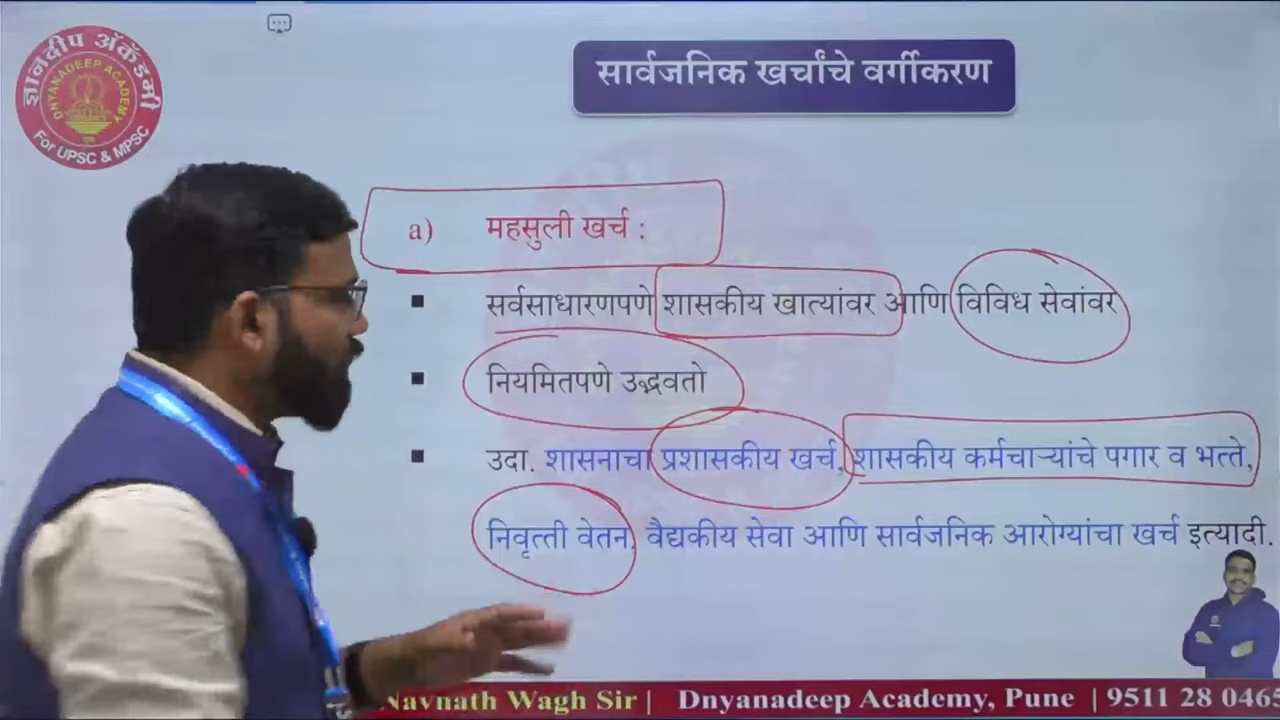 ज्ञानदीप अॅकॅडमी
DNYANADEEP ACADEMY
पुणे
For UPSC & MPSC
सार्वजनिक खर्चांचे वर्गीकरण
a) महसुली खर्च :
सर्वसाधारणपणे शासकीय खात्यांवर आणि विविध सेवांवर
नियमितपणे उद्भवतो
उदा. शासनाचा प्रशासकीय खर्च, शासकीय कर्मचाऱ्यांचे पगार व भत्ते,
निवृत्ती वेतन, वैद्यकीय सेवा आणि सार्वजनिक आरोग्यांचा खर्च इत्यादी.
Navnath Wagh Sir | Dnyanadeep Academy, Pune | 9511 28 0465